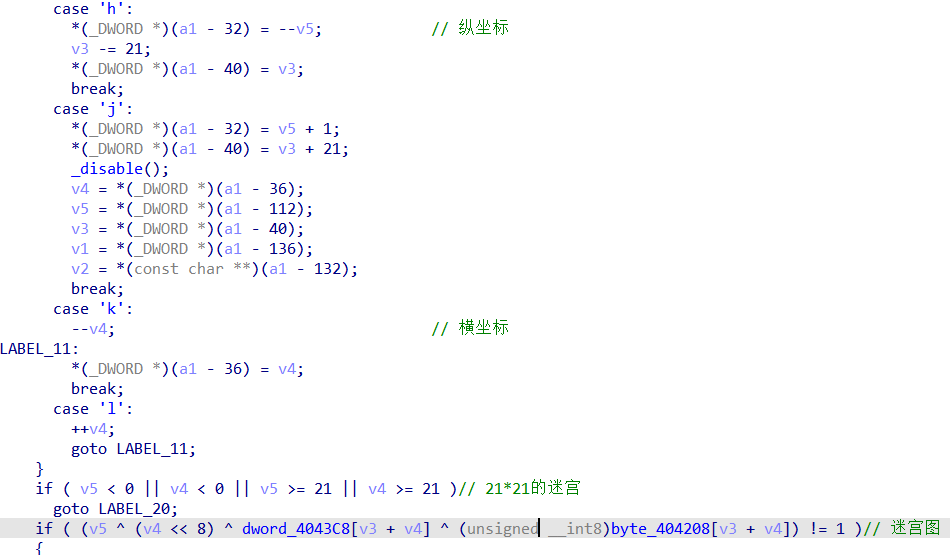 case 'h':
*(_DWORD *)(a1 - 32) = --v5; // 纵坐标
v3 -= 21;
*(_DWORD *)(a1 - 40) = v3;
break;
case 'j':
*(_DWORD *)(a1 - 32) = v5 + 1;
*(_DWORD *)(a1 - 40) = v3 + 21;
_disable();
v4 = *(_DWORD *)(a1 - 36);
v5 = *(_DWORD *)(a1 - 112);
v3 = *(_DWORD *)(a1 - 40);
v1 = *(_DWORD *)(a1 - 136);
v2 = *(const char **)(a1 - 132);
break;
case 'k':
--v4; // 横坐标
LABEL_11:
*(_DWORD *)(a1 - 36) = v4;
break;
case 'l':
++v4;
goto LABEL_11;
}
if ( v5 < 0 || v4 < 0 || v5 >= 21 || v4 >= 21 )// 21*21的迷宫
goto LABEL_20;
if ( (v5 ^ (v4 << 8) ^ dword_4043C8[v3 + v4] ^ (unsigned __int8)byte_404208[v3 + v4]) != 1 )// 迷宫图
{